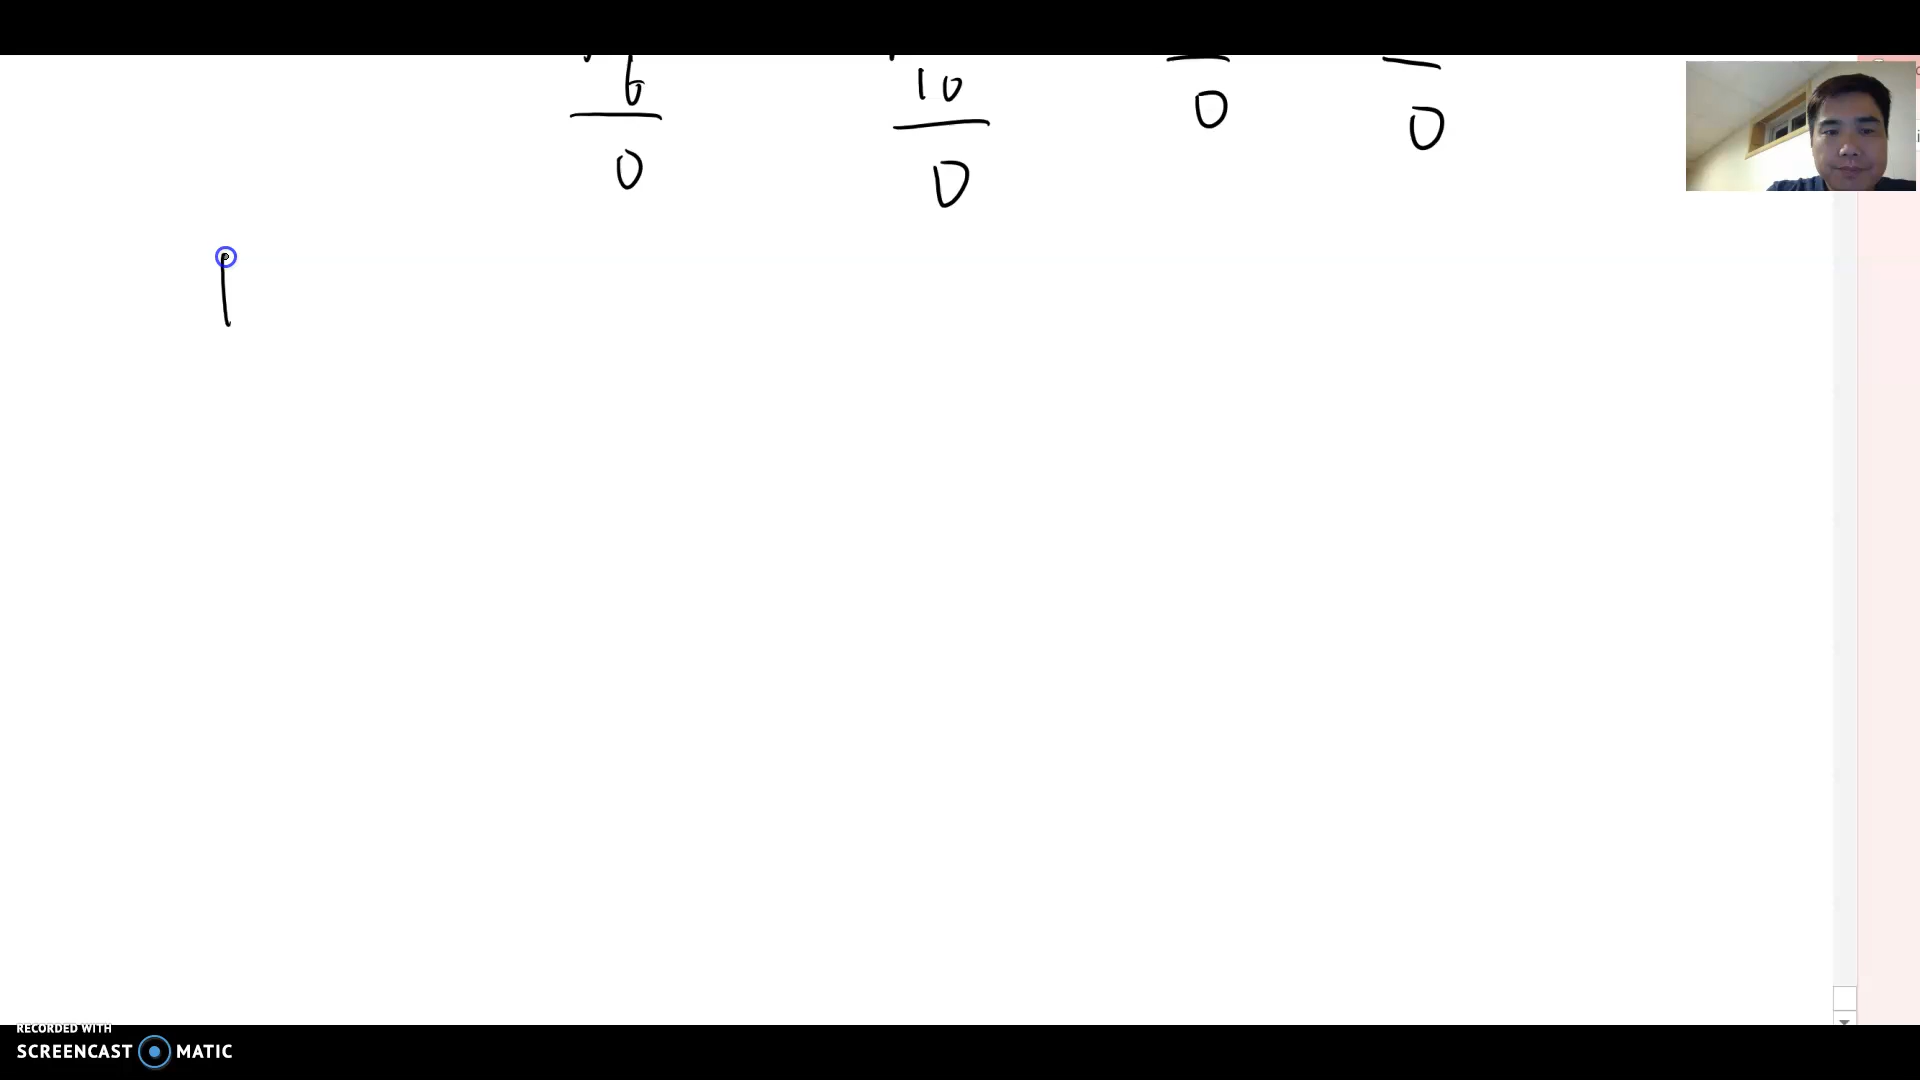 6 10
0 0 0 0
RECORDED WITH
SCREENCAST MATIC